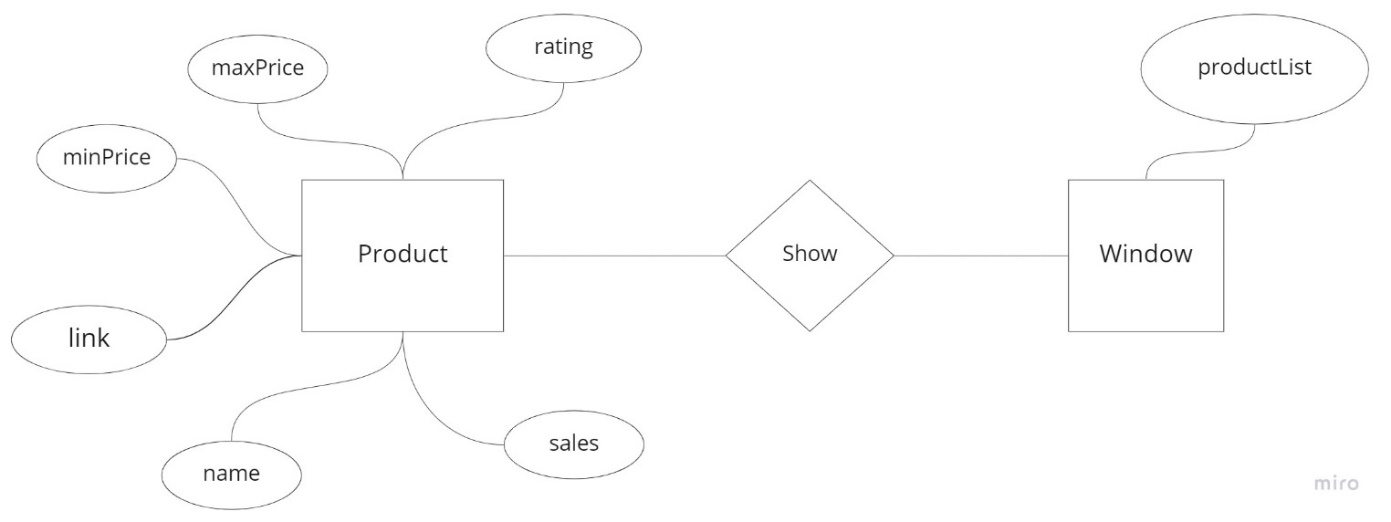 rating
maxPrice
productList
minPrice
Product
Show
Window
link
sales
name
miro